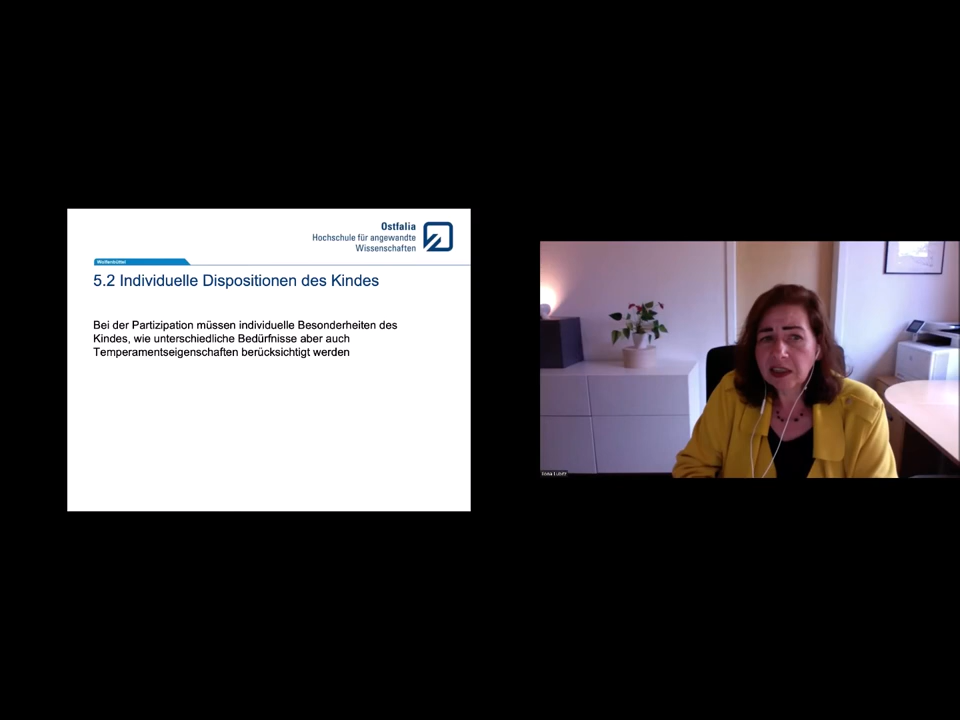 Ostfalia
Hochschule für angewandte
Wissenschaften
Wolfenbüttel
5.2 Individuelle Dispositionen des Kindes
Bei der Partizipation müssen individuelle Besonderheiten des
Kindes, wie unterschiedliche Bedürfnisse aber auch
Temperamentseigenschaften berücksichtigt werden